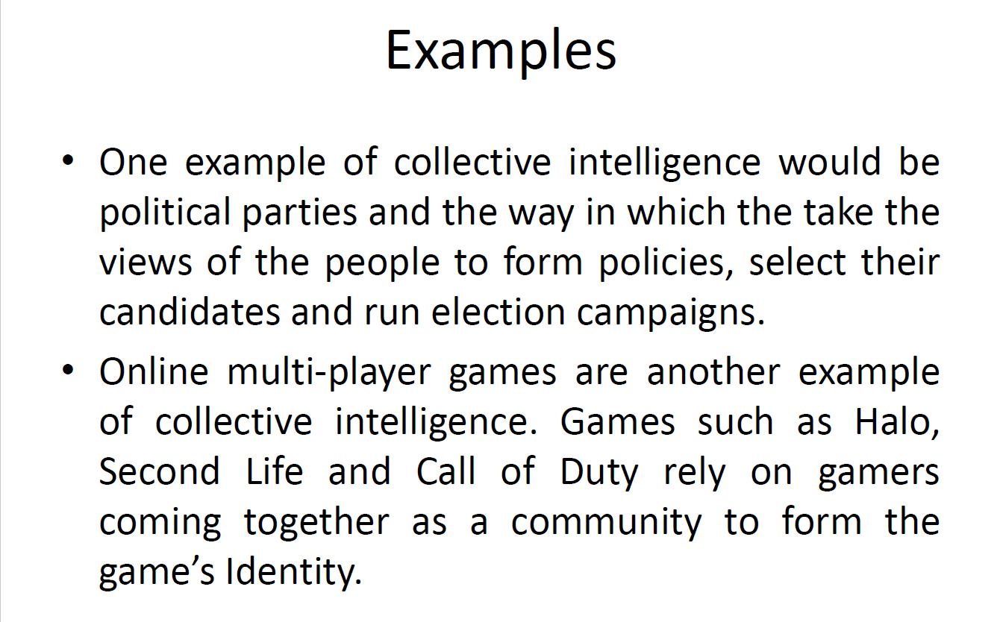 Examples
• One example of collective intelligence would be
political parties and the way in which the take the
views of the people to form policies, select their
candidates and run election campaigns.
• Online multi-player games are another example
of collective intelligence. Games such as Halo,
Second Life and Call of Duty rely on gamers
coming together as a community to form the
game’s Identity.